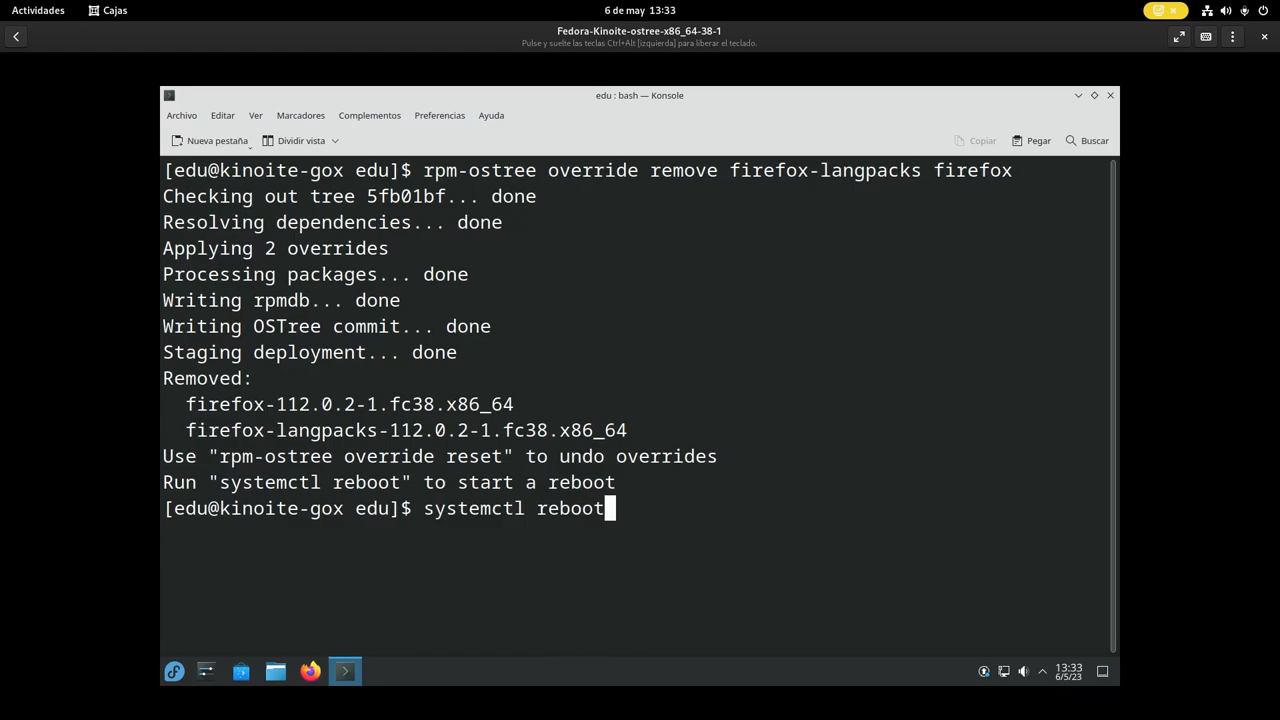 Actividades Cajas 6 de may 13:33
Fedora-Kinoite-ostree-x86_64-38-1
Pulse y suelte las teclas Ctrl+Alt [izquierda] para liberar el teclado.
edu : bash — Konsole
Archivo Editar Ver Marcadores Complementos Preferencias Ayuda
Nueva pestaña Dividir vista Copiar Pegar Buscar
[edu@kinoite-gox edu]$ rpm-ostree override remove firefox-langpacks firefox
Checking out tree 5fb01bf... done
Resolving dependencies... done
Applying 2 overrides
Processing packages... done
Writing rpmdb... done
Writing OSTree commit... done
Staging deployment... done
Removed:
  firefox-112.0.2-1.fc38.x86_64
  firefox-langpacks-112.0.2-1.fc38.x86_64
Use "rpm-ostree override reset" to undo overrides
Run "systemctl reboot" to start a reboot
[edu@kinoite-gox edu]$ systemctl reboot
13:33
6/5/23